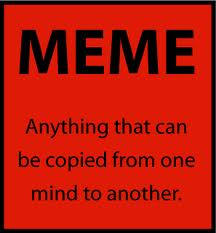 MEME
Anything that can
be copied from one
mind to another.